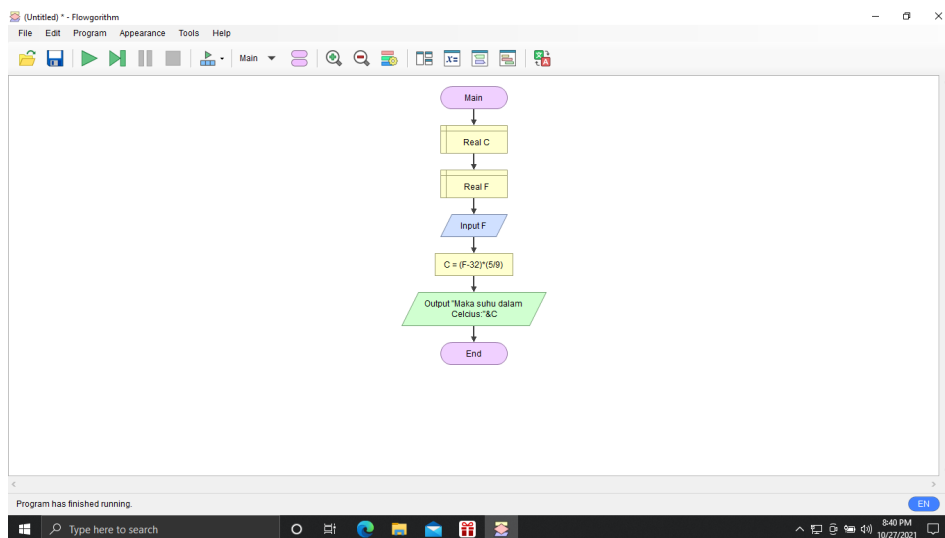 (Untitled) * - Flowgorithm
File Edit Program Appearance Tools Help
Main
x=
Main
Real C
Real F
Input F
C = (F-32)*(5/9)
Output "Maka suhu dalam
Celcius:"&C
End
Program has finished running.
EN
Type here to search
8:40 PM
10/27/2021